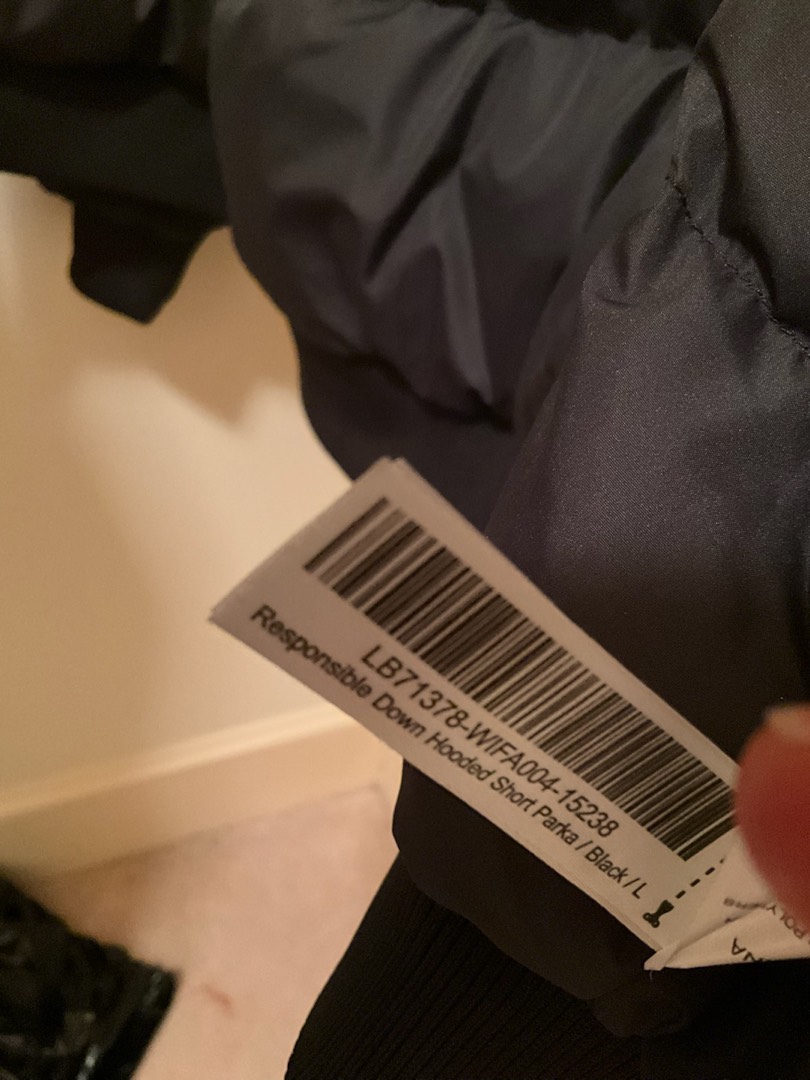 LB71378-WIFA004-15238
Responsible Down Hooded Short Parka / Black / L